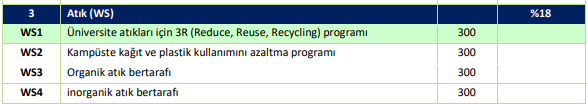 3 Atık (WS) %18
WS1 Üniversite atıkları için 3R (Reduce, Reuse, Recycling) programı 300
WS2 Kampüste kağıt ve plastik kullanımını azaltma programı 300
WS3 Organik atık bertarafı 300
WS4 inorganik atık bertarafı 300